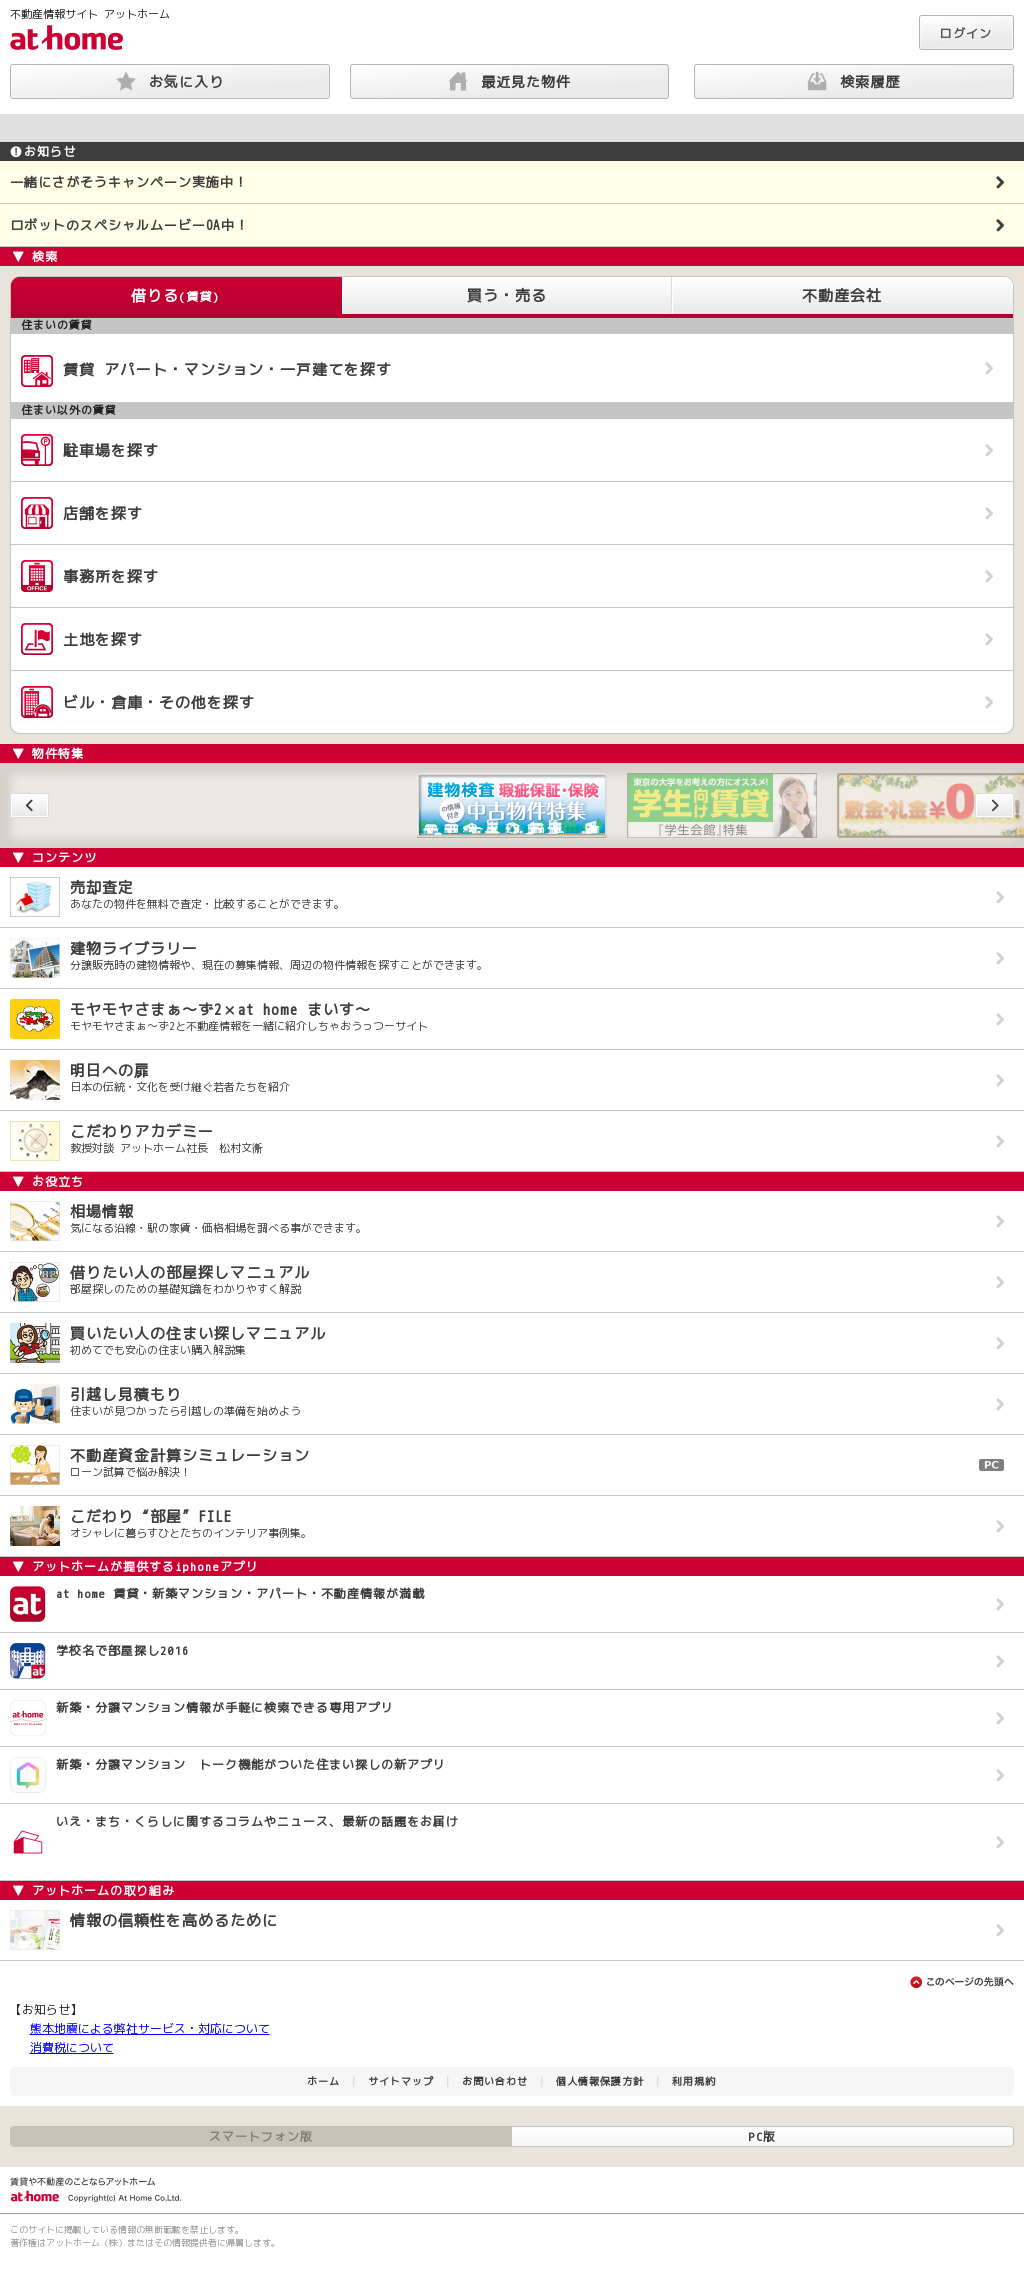 不動産情報サイト アットホーム
at home
ログイン
お気に入り
最近見た物件
検索履歴
お知らせ
一緒にさがそうキャンペーン実施中！
ロボットのスペシャルムービーOA中！
▼ 検索
借りる(賃貸)
買う・売る
不動産会社
住まいの賃貸
賃貸 アパート・マンション・一戸建てを探す
住まい以外の賃貸
駐車場を探す
店舗を探す
OFFICE
事務所を探す
土地を探す
ビル・倉庫・その他を探す
▼ 物件特集
建物検査 瑕疵保証・保険
の情報付き
中古物件特集
東京の大学をお考えの方にオススメ!
学生向け賃貸
『学生会館』特集
敷金・礼金¥0
▼ コンテンツ
売却査定
あなたの物件を無料で査定・比較することができます。
建物ライブラリー
分譲販売時の建物情報や、現在の募集情報、周辺の物件情報を探すことができます。
モヤモヤさまぁ～ず2×at home まいす～
モヤモヤさまぁ～ず2と不動産情報を一緒に紹介しちゃおうっつーサイト
明日への扉
日本の伝統・文化を受け継ぐ若者たちを紹介
こだわりアカデミー
教授対談 アットホーム社長　松村文衞
▼ お役立ち
相場情報
気になる沿線・駅の家賃・価格相場を調べる事ができます。
借りたい人の部屋探しマニュアル
部屋探しのための基礎知識をわかりやすく解説
買いたい人の住まい探しマニュアル
初めてでも安心の住まい購入解説集
引越し見積もり
住まいが見つかったら引越しの準備を始めよう
不動産資金計算シミュレーション
ローン試算で悩み解決！
PC
こだわり“部屋”FILE
オシャレに暮らすひとたちのインテリア事例集。
▼ アットホームが提供するiphoneアプリ
at
at home 賃貸・新築マンション・アパート・不動産情報が満載
at
学校名で部屋探し2016
at home
新築・分譲マンション情報が手軽に検索できる専用アプリ
新築・分譲マンション　トーク機能がついた住まい探しの新アプリ
いえ・まち・くらしに関するコラムやニュース、最新の話題をお届け
▼ アットホームの取り組み
情報の信頼性を高めるために
このページの先頭へ
【お知らせ】
熊本地震による弊社サービス・対応について
消費税について
ホーム | サイトマップ | お問い合わせ | 個人情報保護方針 | 利用規約
スマートフォン版
PC版
賃貸や不動産のことならアットホーム
at home Copyright(c) At Home Co.,Ltd.
このサイトに掲載している情報の無断転載を禁止します。
著作権はアットホーム（株）またはその情報提供者に帰属します。